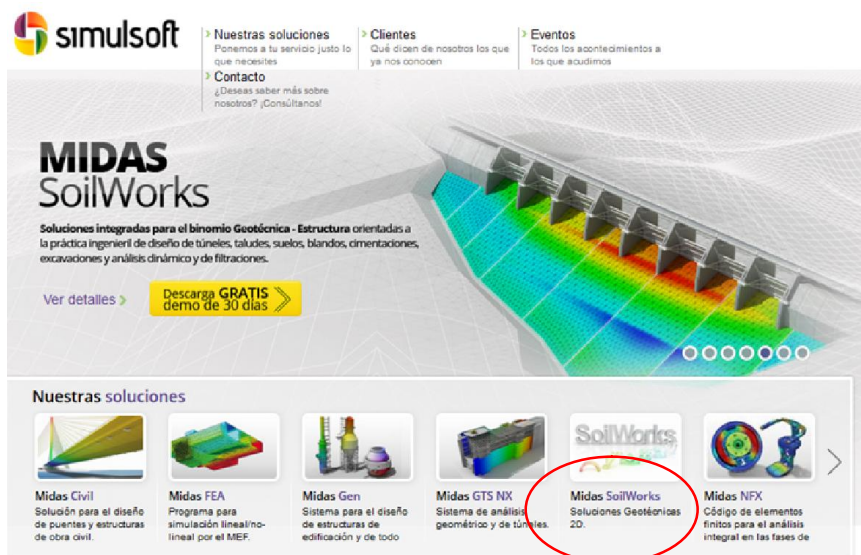 simulsoft
Nuestras soluciones
Ponemos a tu servicio justo lo
que necesites
Clientes
Qué dicen de nosotros los que
ya nos conocen
Eventos
Todos los acontecimientos a
los que acudimos
Contacto
¿Deseas saber más sobre
nosotros? ¡Consúltanos!
MIDAS
SoilWorks
Soluciones integradas para el binomio Geotécnica - Estructura orientadas a
la práctica ingenieril de diseño de túneles, taludes, suelos, blandos, cimentaciones,
excavaciones y análisis dinámico y de filtraciones.
Ver detalles >
Descarga GRATIS
demo de 30 días
Nuestras soluciones
SoilWorks
Midas Civil
Solución para el diseño
de puentes y estructuras
de obra civil.
Midas FEA
Programa para
simulación lineal/no-
lineal por el MEF.
Midas Gen
Sistema para el diseño
de estructuras de
edificación y de todo
Midas GTS NX
Sistema de análisis
geométrico y de túneles.
Midas SoilWorks
Soluciones Geotécnicas
2D.
Midas NFX
Código de elementos
finitos para el análisis
integral en las fases de